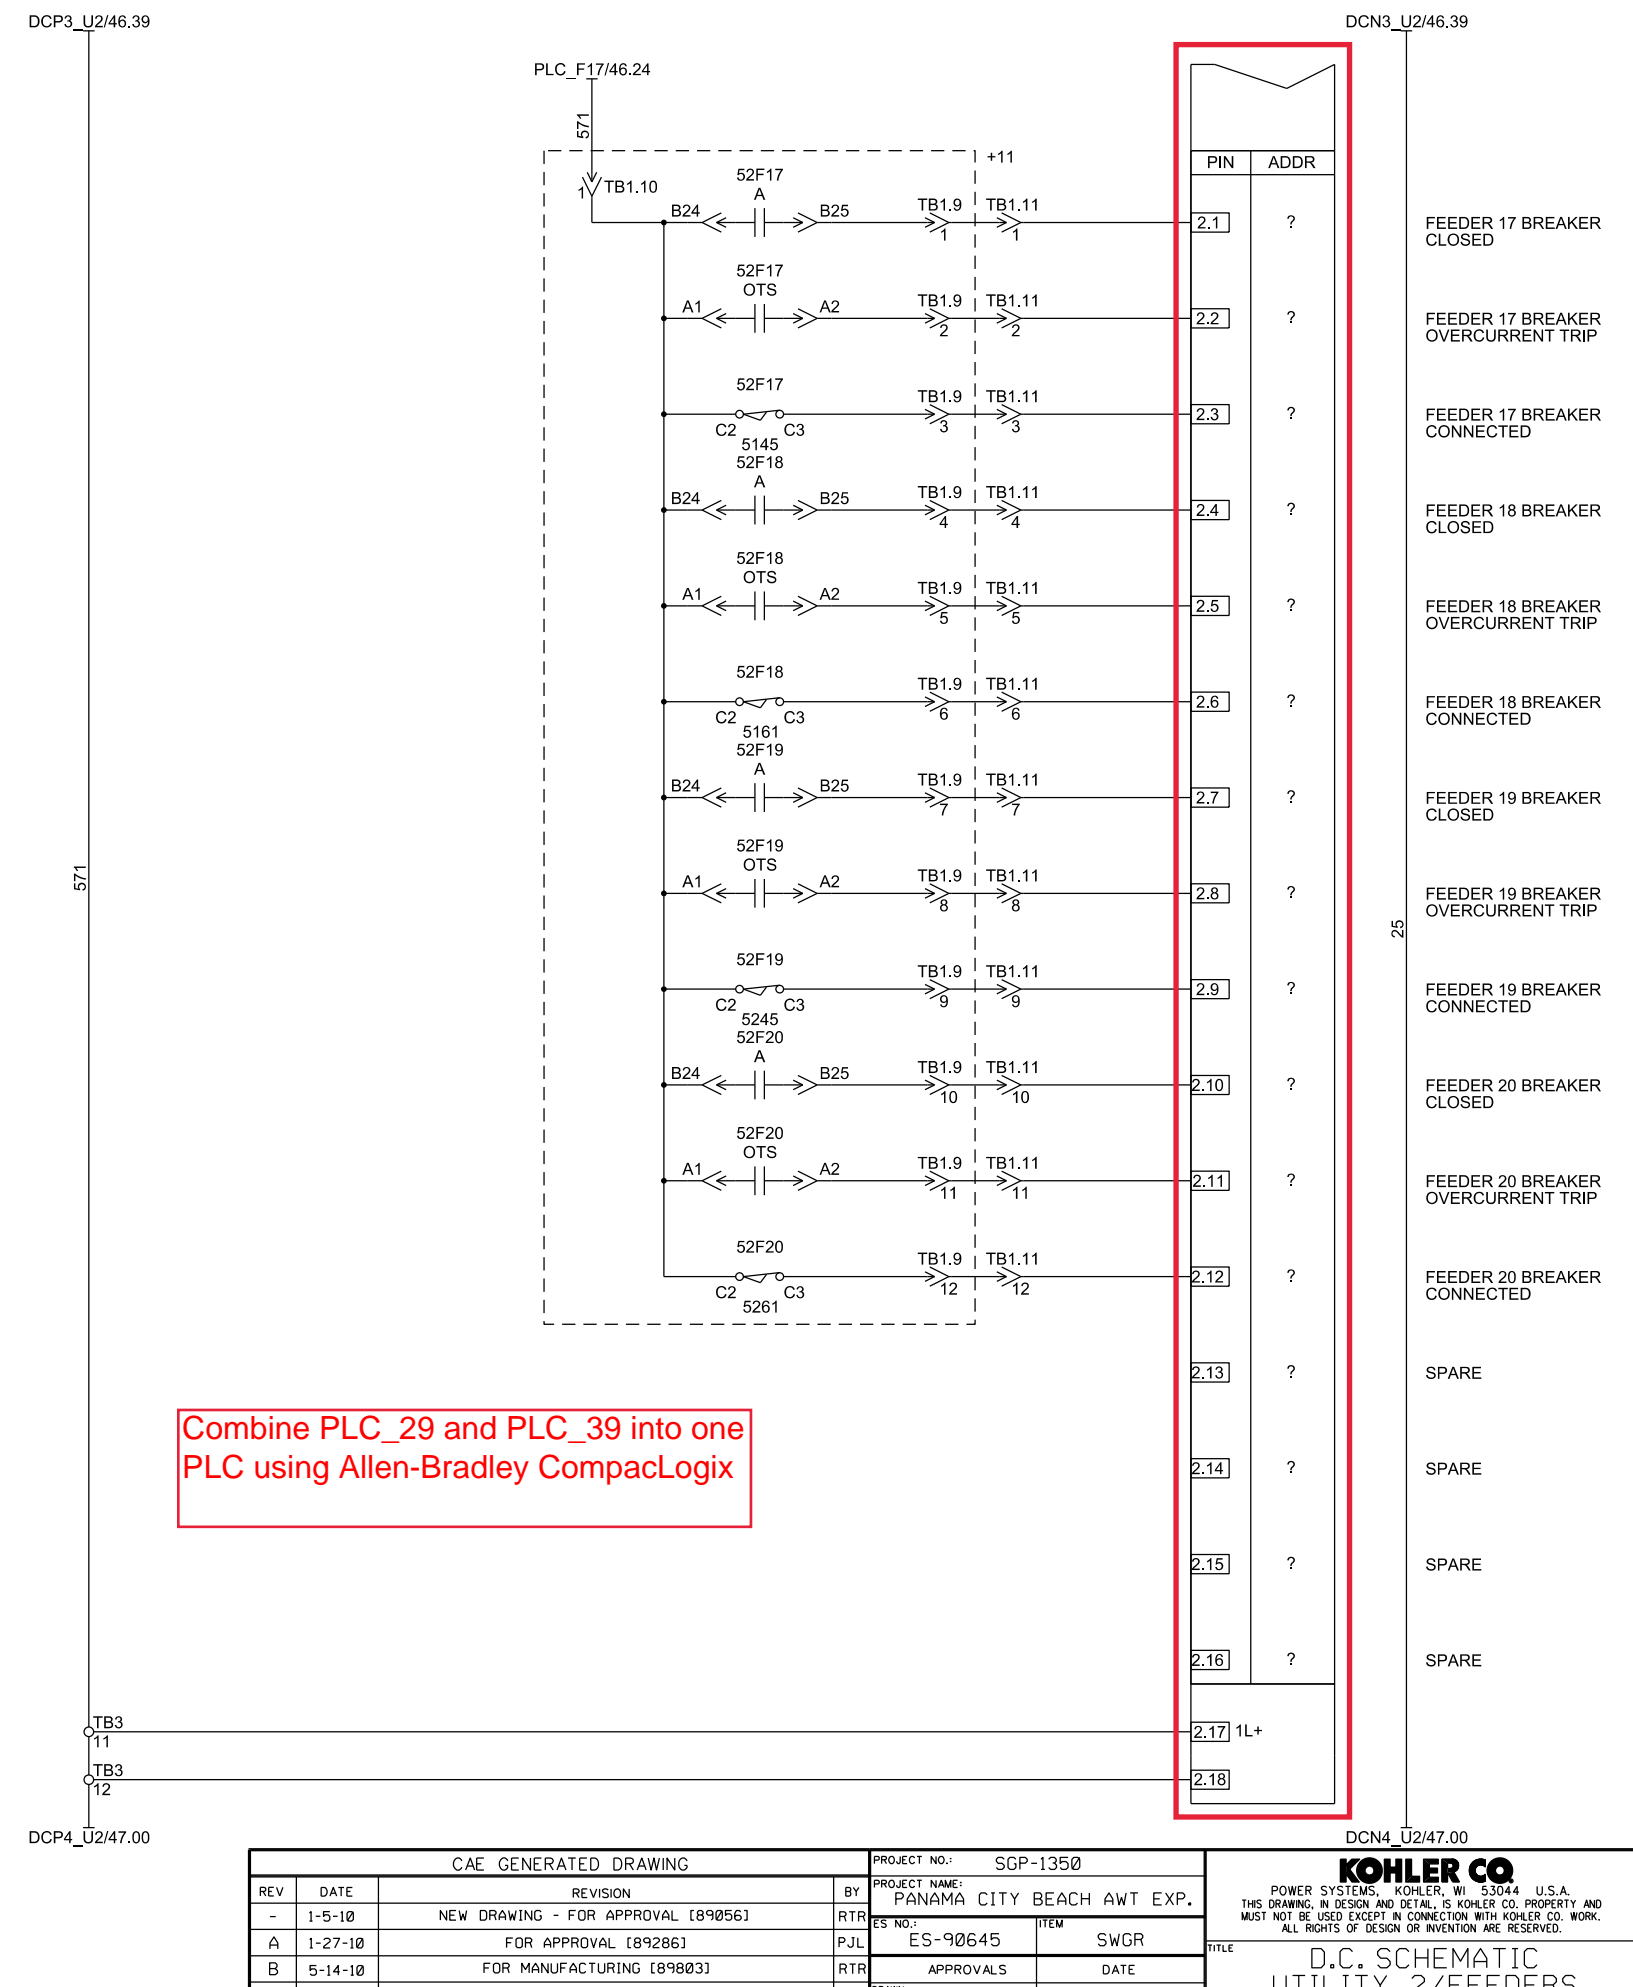 DCP3_U2/46.39
DCN3_U2/46.39
PLC_F17/46.24
571
+11
PIN ADDR
1 TB1.10
52F17
A
B24 B25 TB1.9 TB1.11
1 1
2.1 ? FEEDER 17 BREAKER
CLOSED
52F17
OTS
A1 A2 TB1.9 TB1.11
2 2
2.2 ? FEEDER 17 BREAKER
OVERCURRENT TRIP
52F17
TB1.9 TB1.11
C2 C3 3 3
5145
2.3 ? FEEDER 17 BREAKER
CONNECTED
52F18
A
B24 B25 TB1.9 TB1.11
4 4
2.4 ? FEEDER 18 BREAKER
CLOSED
52F18
OTS
A1 A2 TB1.9 TB1.11
5 5
2.5 ? FEEDER 18 BREAKER
OVERCURRENT TRIP
52F18
TB1.9 TB1.11
C2 C3 6 6
5161
2.6 ? FEEDER 18 BREAKER
CONNECTED
52F19
A
B24 B25 TB1.9 TB1.11
7 7
2.7 ? FEEDER 19 BREAKER
CLOSED
571
52F19
OTS
A1 A2 TB1.9 TB1.11
8 8
2.8 ? FEEDER 19 BREAKER
OVERCURRENT TRIP
25
52F19
TB1.9 TB1.11
C2 C3 9 9
5245
2.9 ? FEEDER 19 BREAKER
CONNECTED
52F20
A
B24 B25 TB1.9 TB1.11
10 10
2.10 ? FEEDER 20 BREAKER
CLOSED
52F20
OTS
A1 A2 TB1.9 TB1.11
11 11
2.11 ? FEEDER 20 BREAKER
OVERCURRENT TRIP
52F20
TB1.9 TB1.11
C2 C3 12 12
5261
2.12 ? FEEDER 20 BREAKER
CONNECTED
2.13 ? SPARE
Combine PLC_29 and PLC_39 into one
PLC using Allen-Bradley CompacLogix
2.14 ? SPARE
2.15 ? SPARE
2.16 ? SPARE
TB3
11
2.17 1L+
TB3
12
2.18
DCP4_U2/47.00
DCN4_U2/47.00
CAE GENERATED DRAWING
REV DATE REVISION BY
- 1-5-10 NEW DRAWING - FOR APPROVAL [89056] RTR
A 1-27-10 FOR APPROVAL [89286] PJL
B 5-14-10 FOR MANUFACTURING [89803] RTR
PROJECT NO.: SGP-1350
PROJECT NAME:
PANAMA CITY BEACH AWT EXP.
ES NO.: ITEM
ES-90645 SWGR
APPROVALS DATE
KOHLER CO.
POWER SYSTEMS, KOHLER, WI 53044 U.S.A.
THIS DRAWING, IN DESIGN AND DETAIL, IS KOHLER CO. PROPERTY AND
MUST NOT BE USED EXCEPT IN CONNECTION WITH KOHLER CO. WORK.
ALL RIGHTS OF DESIGN OR INVENTION ARE RESERVED.
TITLE
D.C. SCHEMATIC
UTILITY 2/FEEDERS